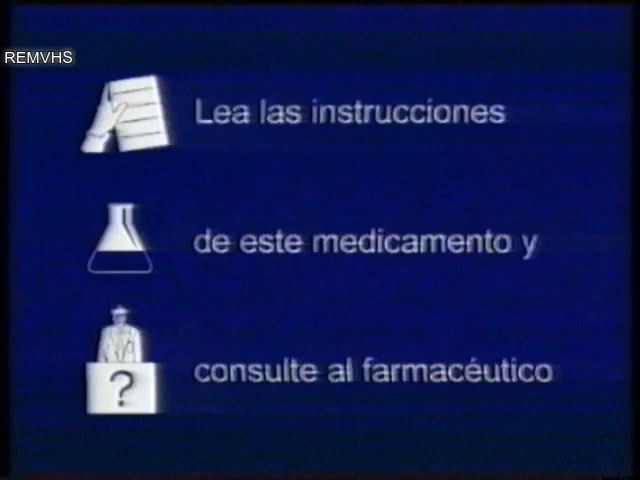 REMVHS
Lea las instrucciones
de este medicamento y
consulte al farmacéutico
?